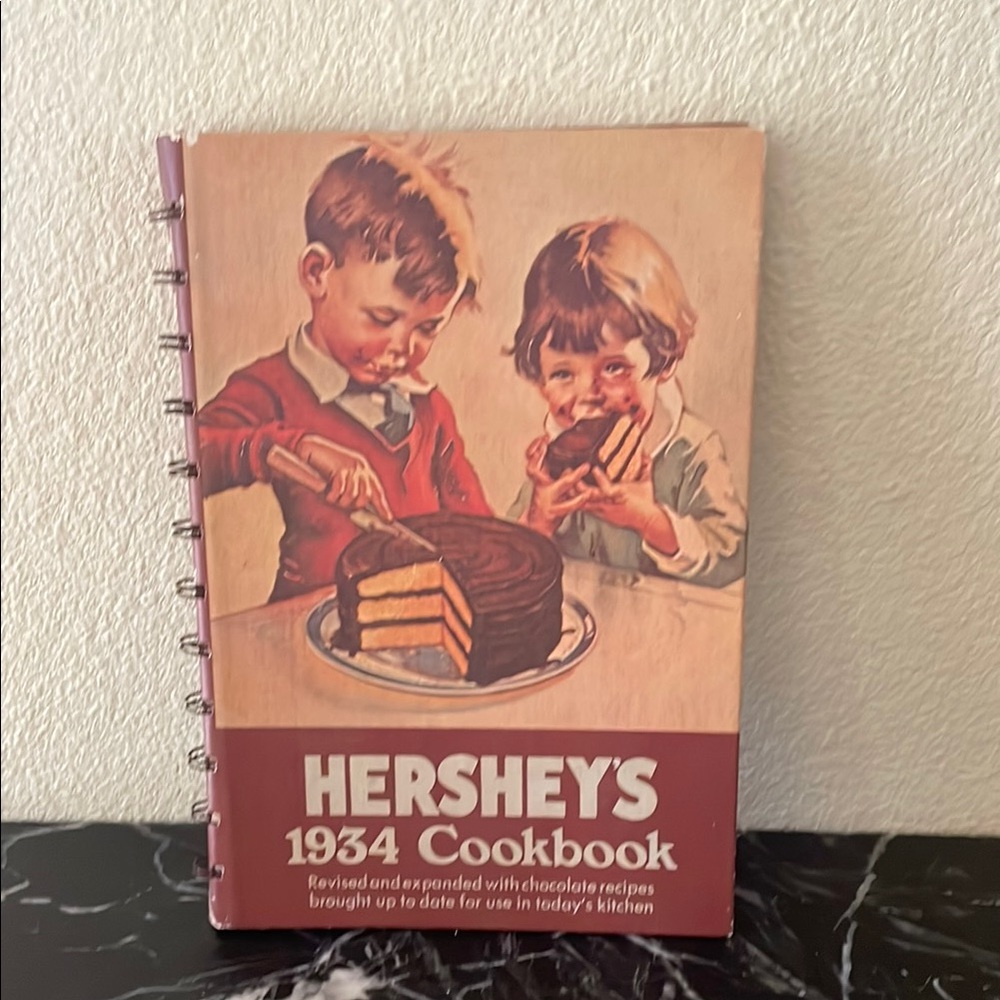 HERSHEY'S
1934 Cookbook
Revised and expanded with chocolate recipes
brought up to date for use in today's kitchen